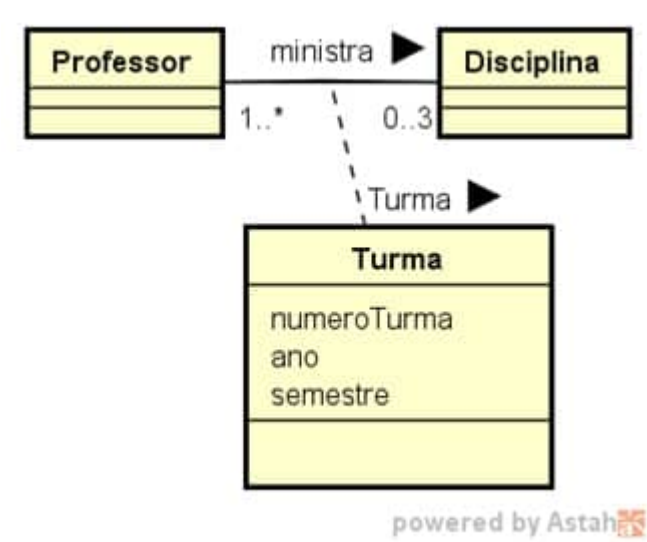 Professor
ministra ▶
Disciplina
1..*
0..3
Turma ▶
Turma
numeroTurma
ano
semestre
powered by Astah